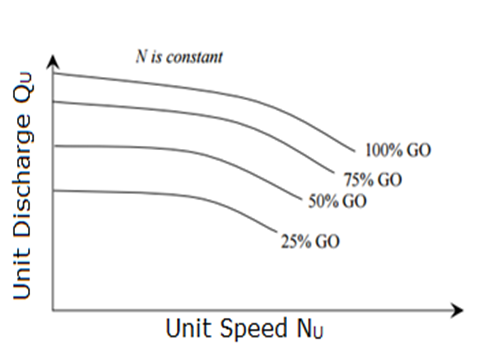 N is constant
Unit Discharge QU
100% GO
75% GO
50% GO
25% GO
Unit Speed NU